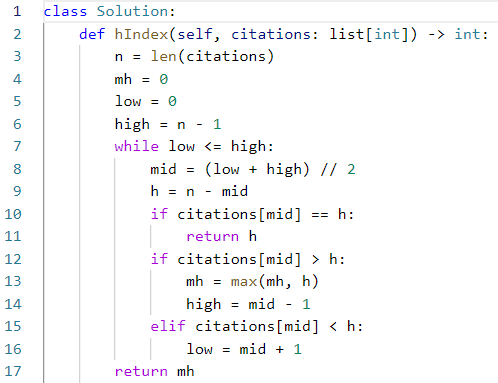 1 class Solution:
2     def hIndex(self, citations: list[int]) -> int:
3         n = len(citations)
4         mh = 0
5         low = 0
6         high = n - 1
7         while low <= high:
8             mid = (low + high) // 2
9             h = n - mid
10             if citations[mid] == h:
11                 return h
12             if citations[mid] > h:
13                 mh = max(mh, h)
14                 high = mid - 1
15             elif citations[mid] < h:
16                 low = mid + 1
17         return mh